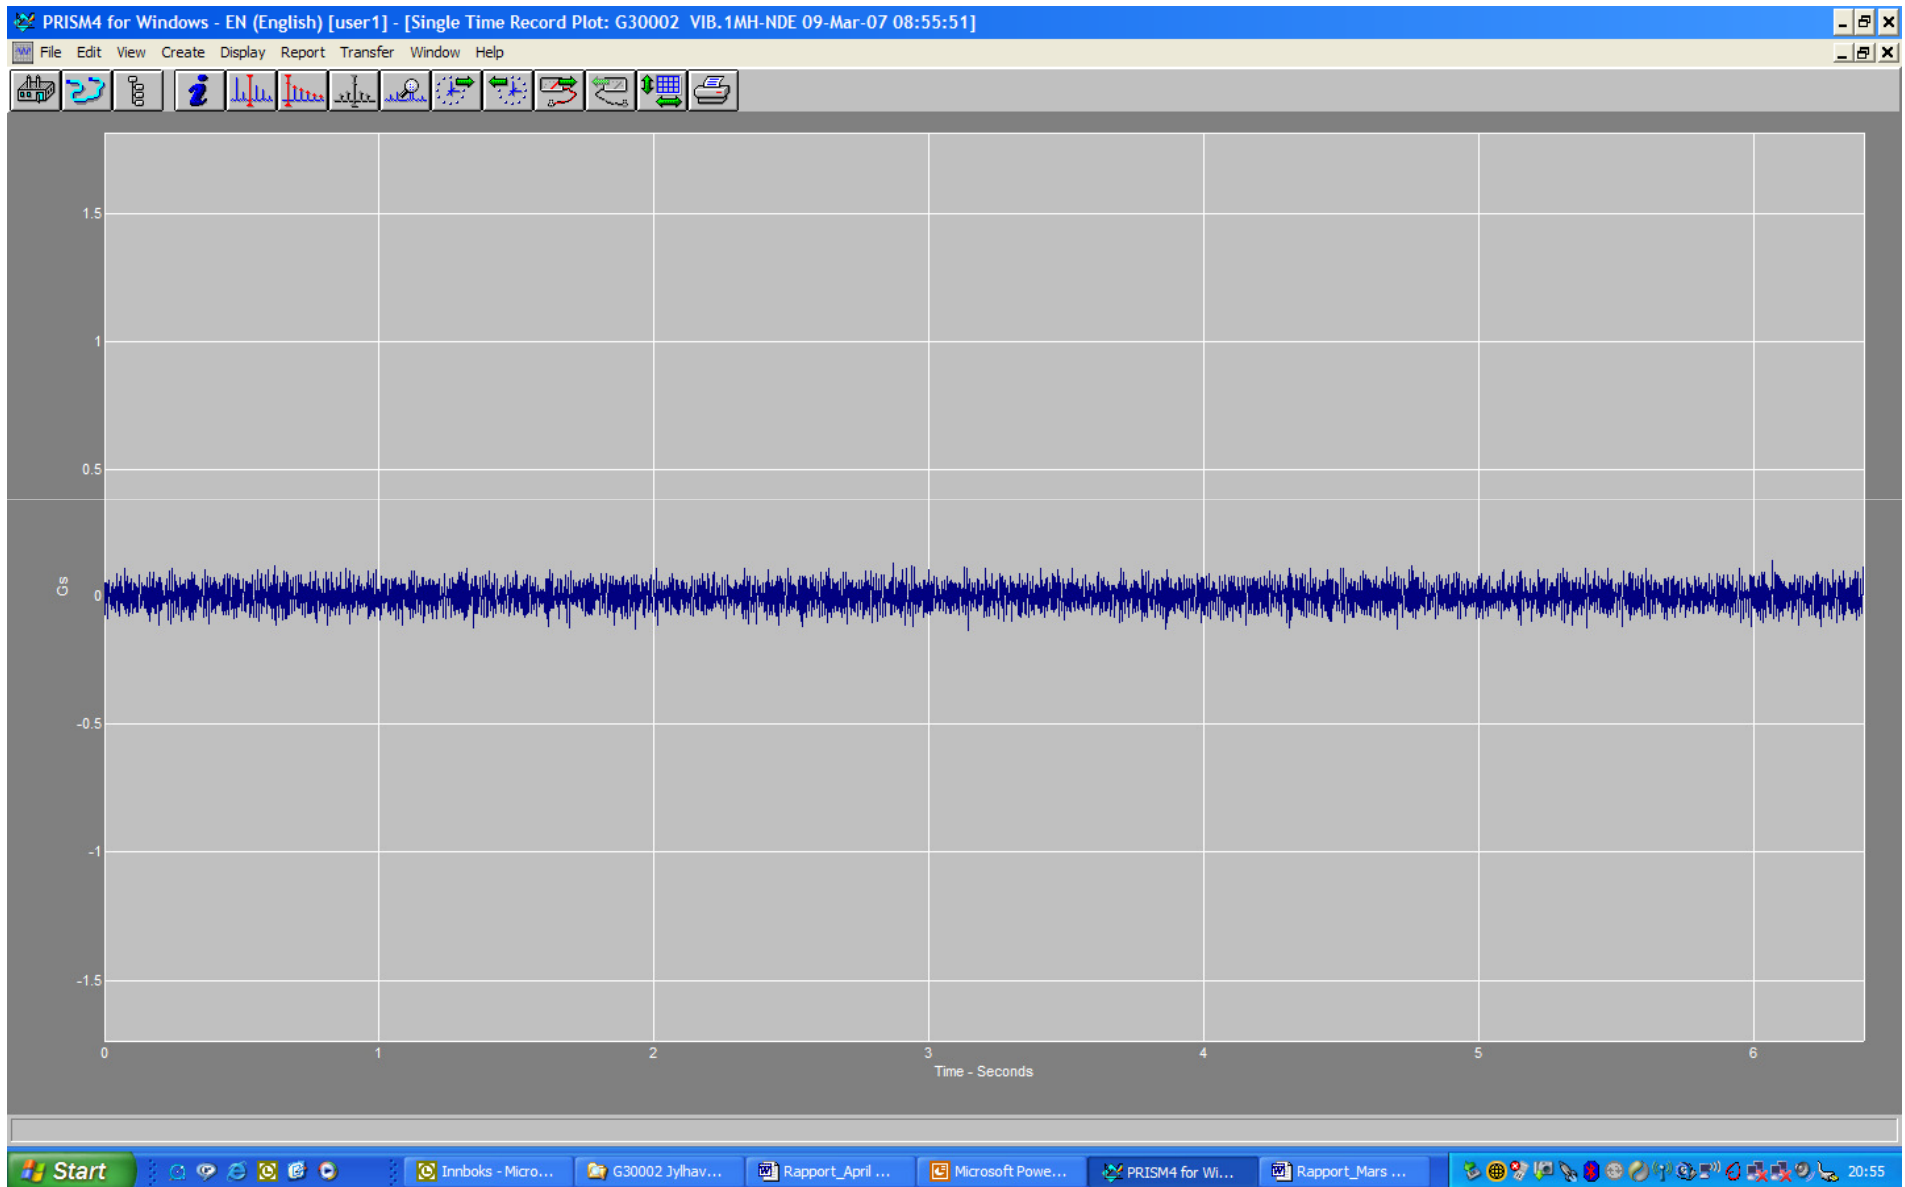 PRISM4 for Windows - EN (English) [user1] - [Single Time Record Plot: G30002 VIB.1MH-NDE 09-Mar-07 08:55:51]
File Edit View Create Display Report Transfer Window Help
1.5
1
0.5
Gs
0
-0.5
-1
-1.5
0 1 2 3 4 5 6
Time - Seconds
Start Innboks - Micro... G30002 Jylhav... Rapport_April ... Microsoft Powe... PRISM4 for Wi... Rapport_Mars ... 20:55